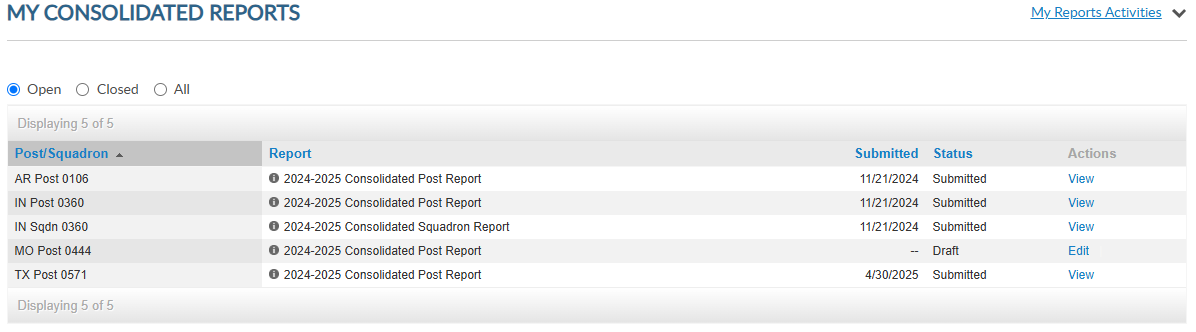 MY CONSOLIDATED REPORTS My Reports Activities
Open Closed All
Displaying 5 of 5
Post/Squadron Report Submitted Status Actions
AR Post 0106 2024-2025 Consolidated Post Report 11/21/2024 Submitted View
IN Post 0360 2024-2025 Consolidated Post Report 11/21/2024 Submitted View
IN Sqdn 0360 2024-2025 Consolidated Squadron Report 11/21/2024 Submitted View
MO Post 0444 2024-2025 Consolidated Post Report -- Draft Edit
TX Post 0571 2024-2025 Consolidated Post Report 4/30/2025 Submitted View
Displaying 5 of 5